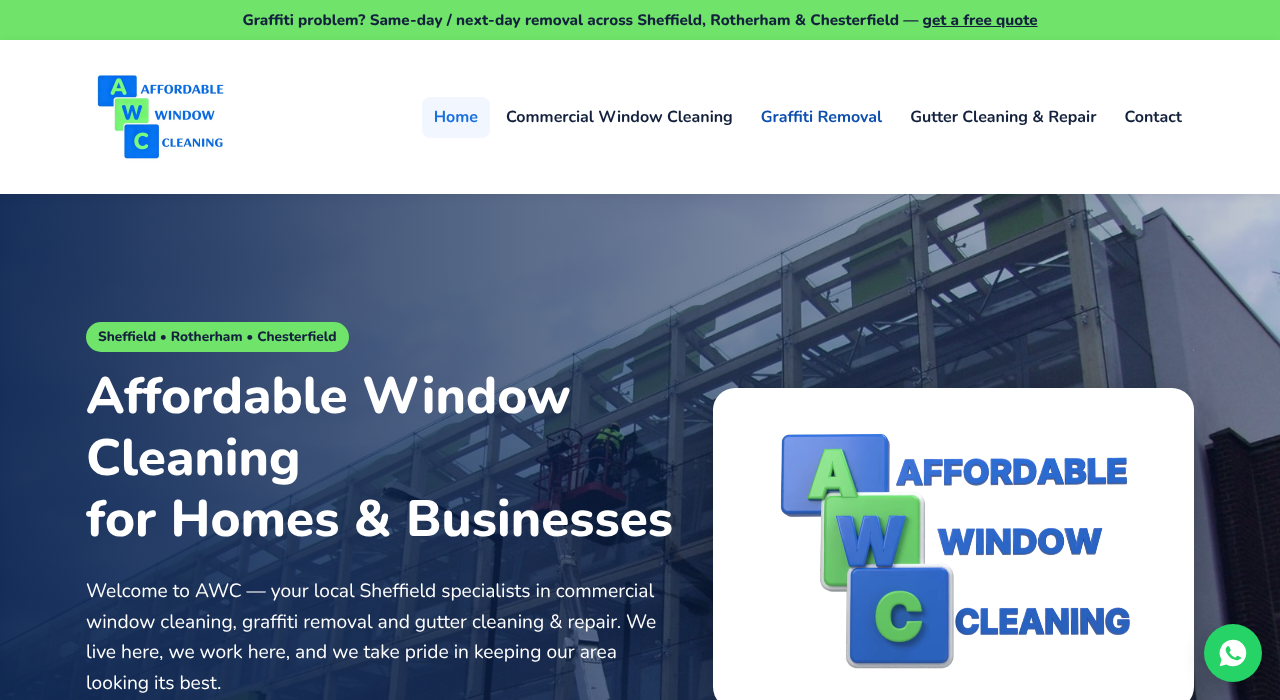 Graffiti problem? Same-day / next-day removal across Sheffield, Rotherham & Chesterfield — get a free quote
A AFFORDABLE
W WINDOW
C CLEANING
Home Commercial Window Cleaning Graffiti Removal Gutter Cleaning & Repair Contact
Sheffield • Rotherham • Chesterfield
Affordable Window
Cleaning
for Homes & Businesses
Welcome to AWC — your local Sheffield specialists in commercial
window cleaning, graffiti removal and gutter cleaning & repair. We
live here, we work here, and we take pride in keeping our area
looking its best.
A AFFORDABLE
W WINDOW
C CLEANING